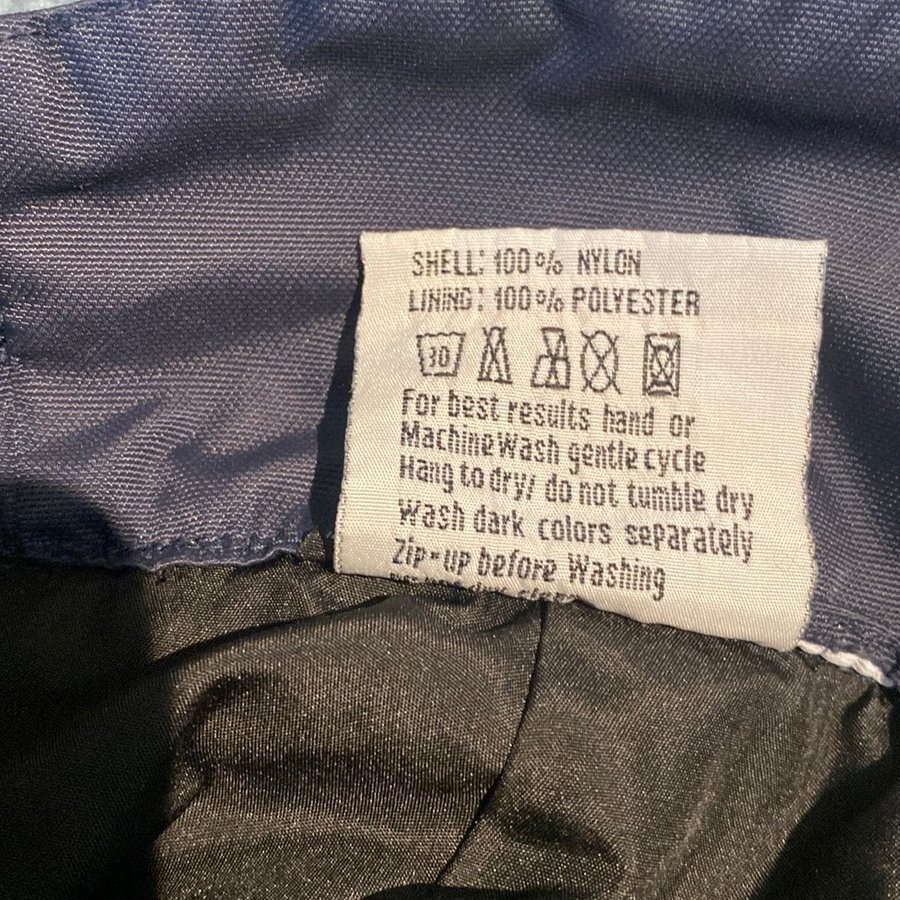 SHELL: 100% NYLON
LINING: 100% POLYESTER
30
For best results hand or
Machine Wash gentle cycle
Hang to dry/ do not tumble dry
Wash dark colors separately
Zip-up before Washing